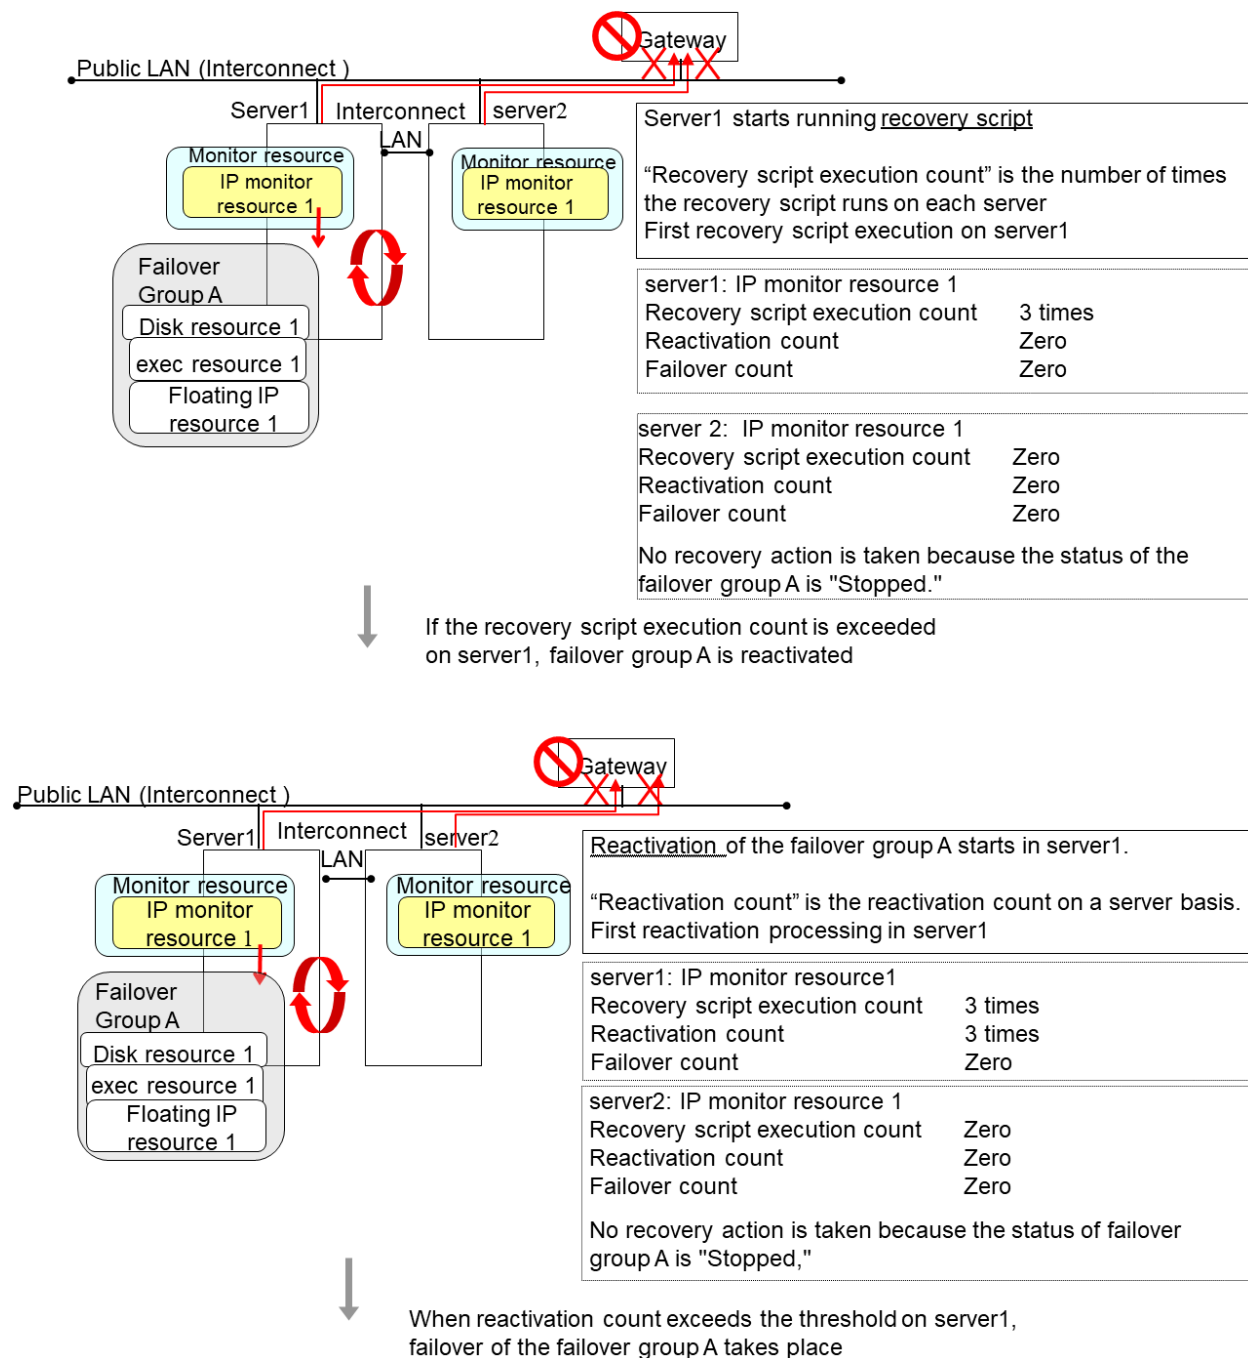 Gateway
Public LAN (Interconnect )
Server1
Interconnect
LAN
server2
Monitor resource
IP monitor
resource 1
Monitor resource
IP monitor
resource 1
Failover
Group A
Disk resource 1
exec resource 1
Floating IP
resource 1
Server1 starts running recovery script
“Recovery script execution count” is the number of times
the recovery script runs on each server
First recovery script execution on server1
server1: IP monitor resource 1
Recovery script execution count 3 times
Reactivation count Zero
Failover count Zero
server 2: IP monitor resource 1
Recovery script execution count Zero
Reactivation count Zero
Failover count Zero
No recovery action is taken because the status of the
failover group A is "Stopped."
If the recovery script execution count is exceeded
on server1, failover group A is reactivated
Gateway
Public LAN (Interconnect )
Server1
Interconnect
LAN
server2
Monitor resource
IP monitor
resource 1
Monitor resource
IP monitor
resource 1
Failover
Group A
Disk resource 1
exec resource 1
Floating IP
resource 1
Reactivation of the failover group A starts in server1.
“Reactivation count” is the reactivation count on a server basis.
First reactivation processing in server1
server1: IP monitor resource1
Recovery script execution count 3 times
Reactivation count 3 times
Failover count Zero
server2: IP monitor resource 1
Recovery script execution count Zero
Reactivation count Zero
Failover count Zero
No recovery action is taken because the status of failover
group A is "Stopped,"
When reactivation count exceeds the threshold on server1,
failover of the failover group A takes place